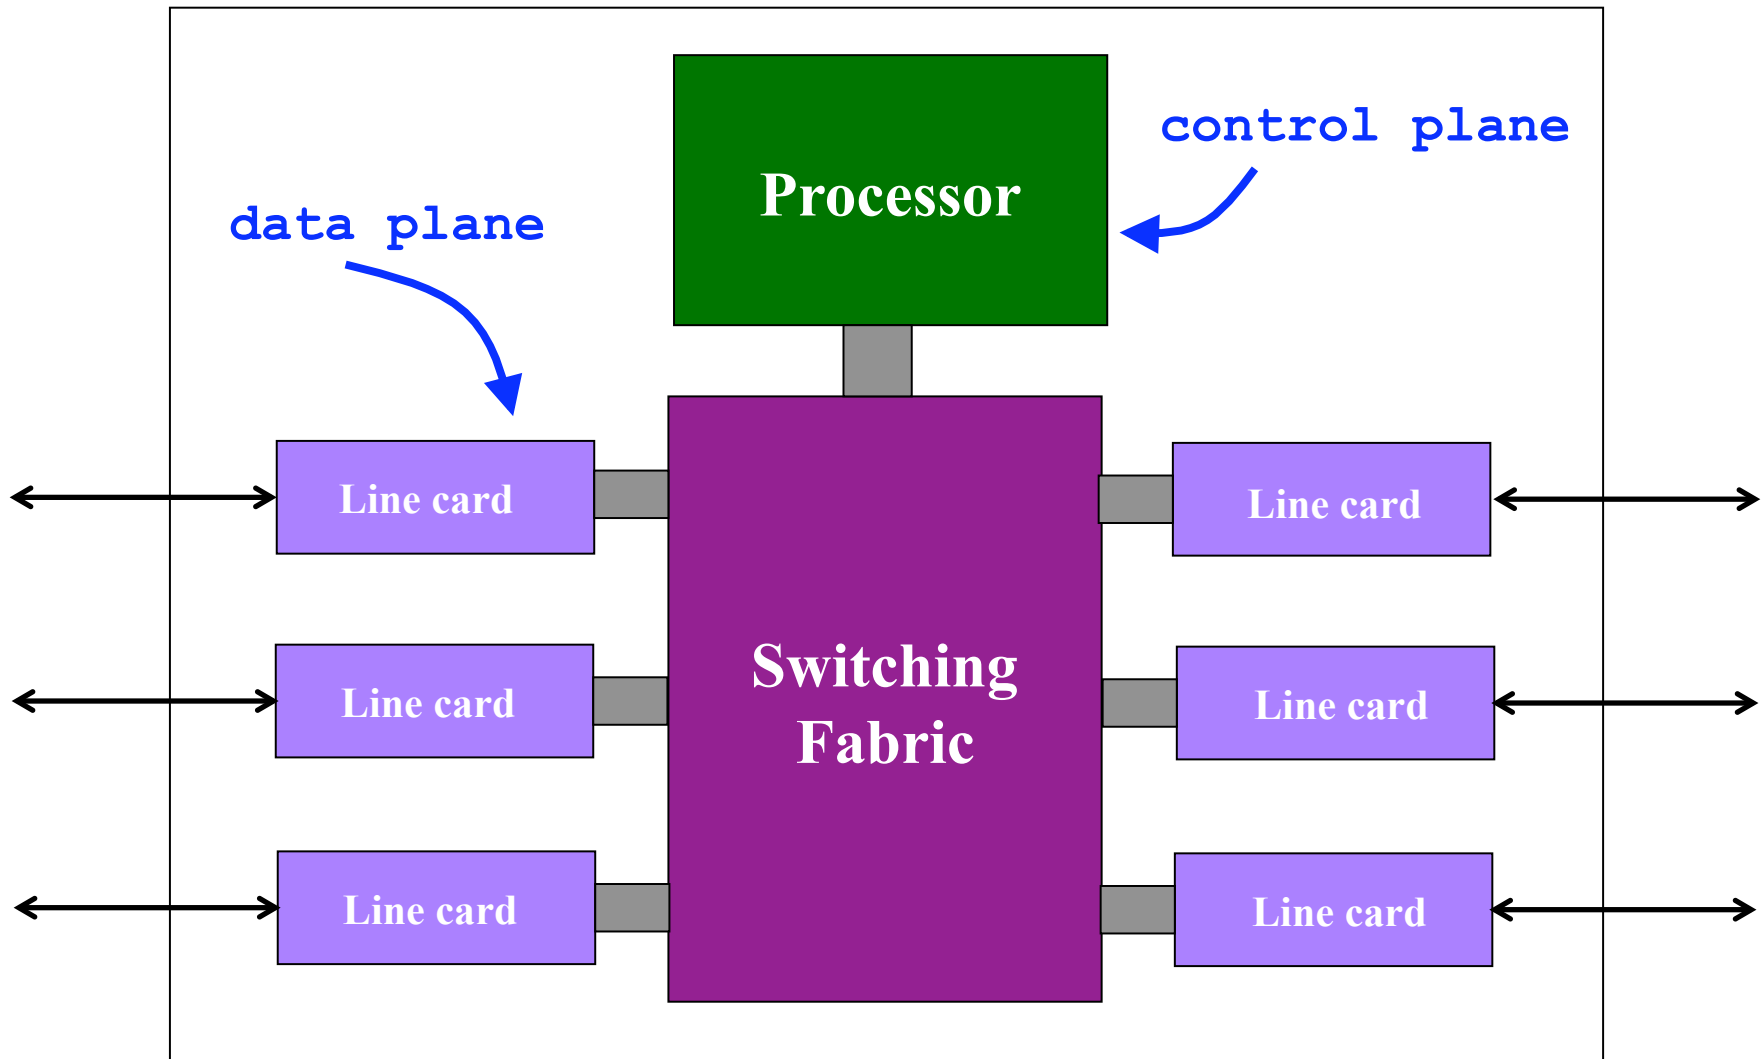 control plane
Processor
data plane
Line card
Line card
Switching
Fabric
Line card
Line card
Line card
Line card